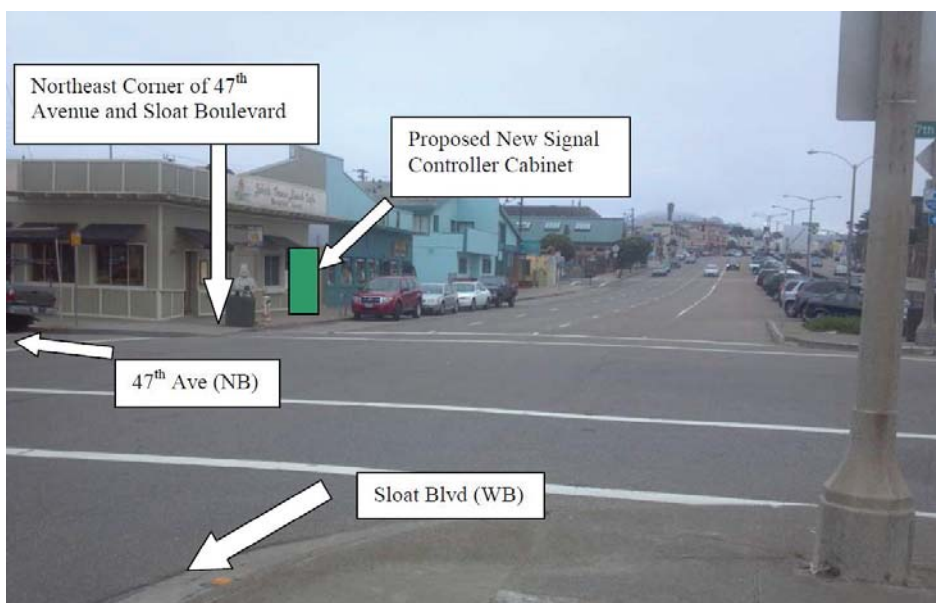 Northeast Corner of 47th
Avenue and Sloat Boulevard
Proposed New Signal
Controller Cabinet
7th
47th Ave (NB)
Sloat Blvd (WB)